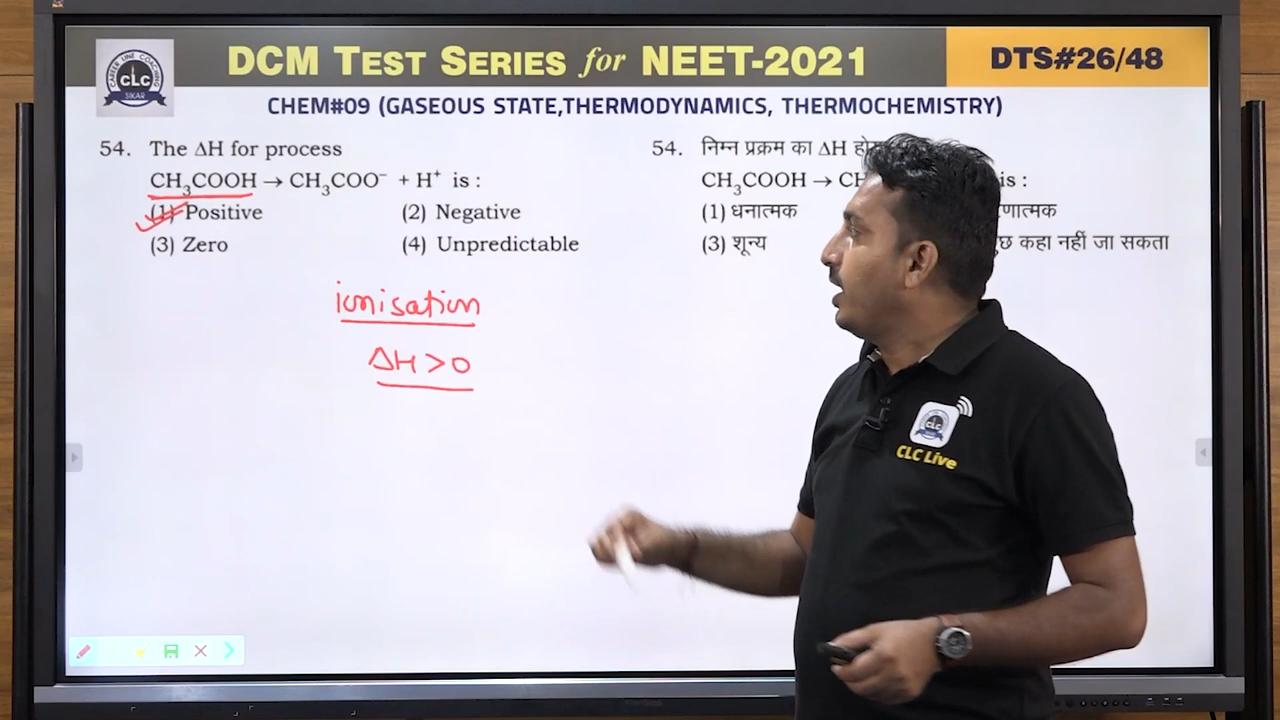 DCM TEST SERIES for NEET-2021
DTS#26/48
CLC
SIKAR
CHEM#09 (GASEOUS STATE,THERMODYNAMICS, THERMOCHEMISTRY)
54. The ΔH for process
CH₃COOH → CH₃COO⁻ + H⁺ is :
(1) Positive (2) Negative
(3) Zero (4) Unpredictable
ionisation
ΔH > 0
54. निम्न प्रक्रम का ΔH
CH₃COOH → is :
(1) धनात्मक
(3) शून्य कहा नहीं जा सकता
CLC
CLC Live